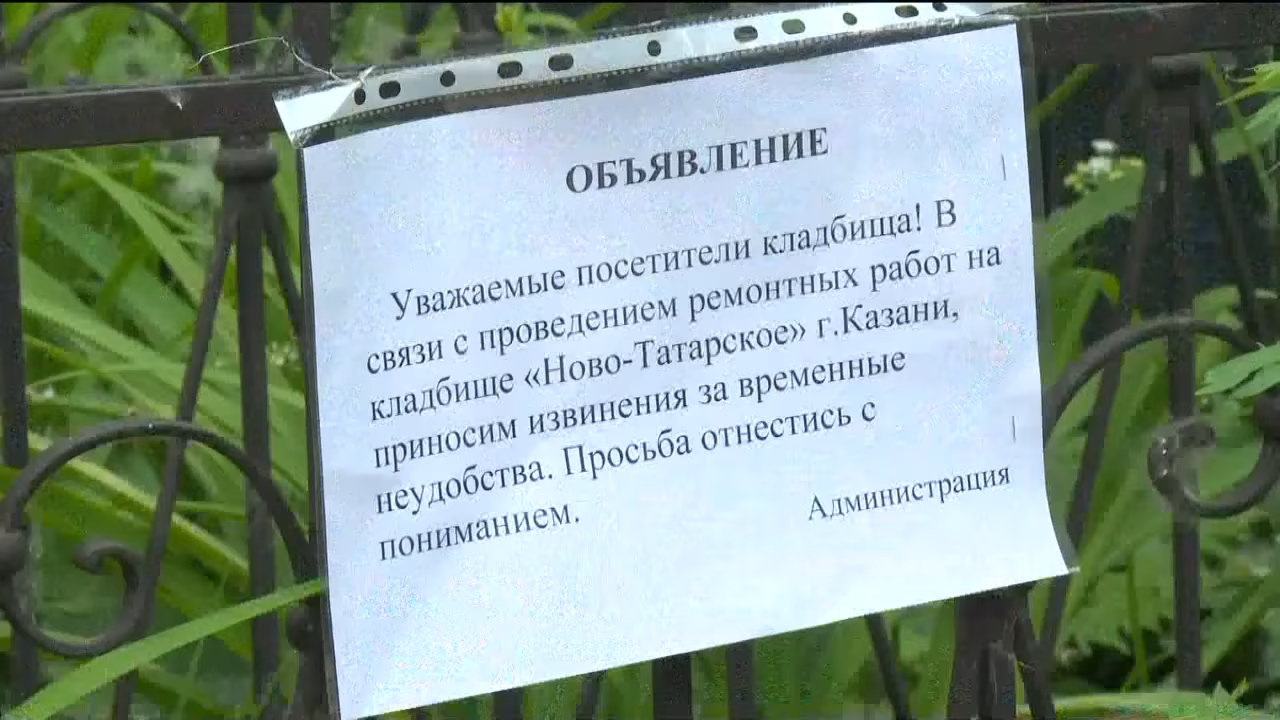 ОБЪЯВЛЕНИЕ
Уважаемые посетители кладбища! В
связи с проведением ремонтных работ на
кладбище «Ново-Татарское» г.Казани,
приносим извинения за временные
неудобства. Просьба отнестись с
пониманием.
Администрация